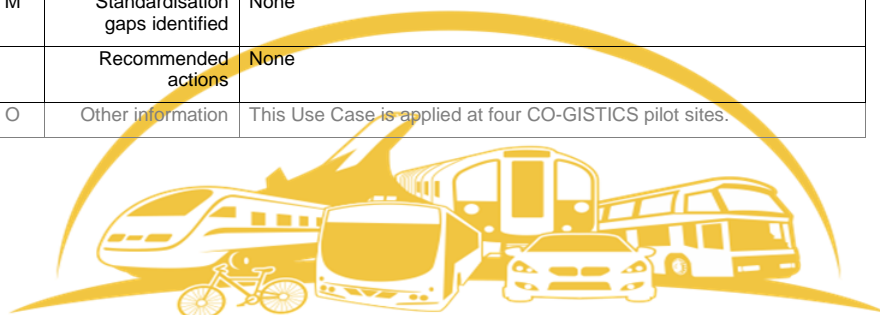 M Standardisation None
gaps identified
Recommended None
actions
O Other information This Use Case is applied at four CO-GISTICS pilot sites.